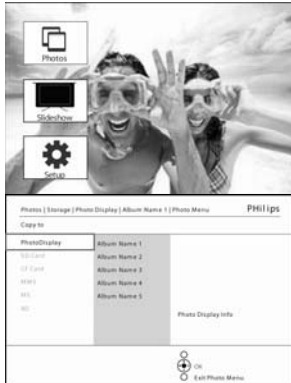 Photos
Slideshow
Setup
Photos | Storage | Photo Display | Album Name 1 | Photo Menu PHilips
Copy to
PhotoDisplay Album Name 1
SD Card Album Name 2
CF Card Album Name 3
MMS Album Name 4
MS Album Name 5
Photo Display Info
OK
Exit Photo Menu